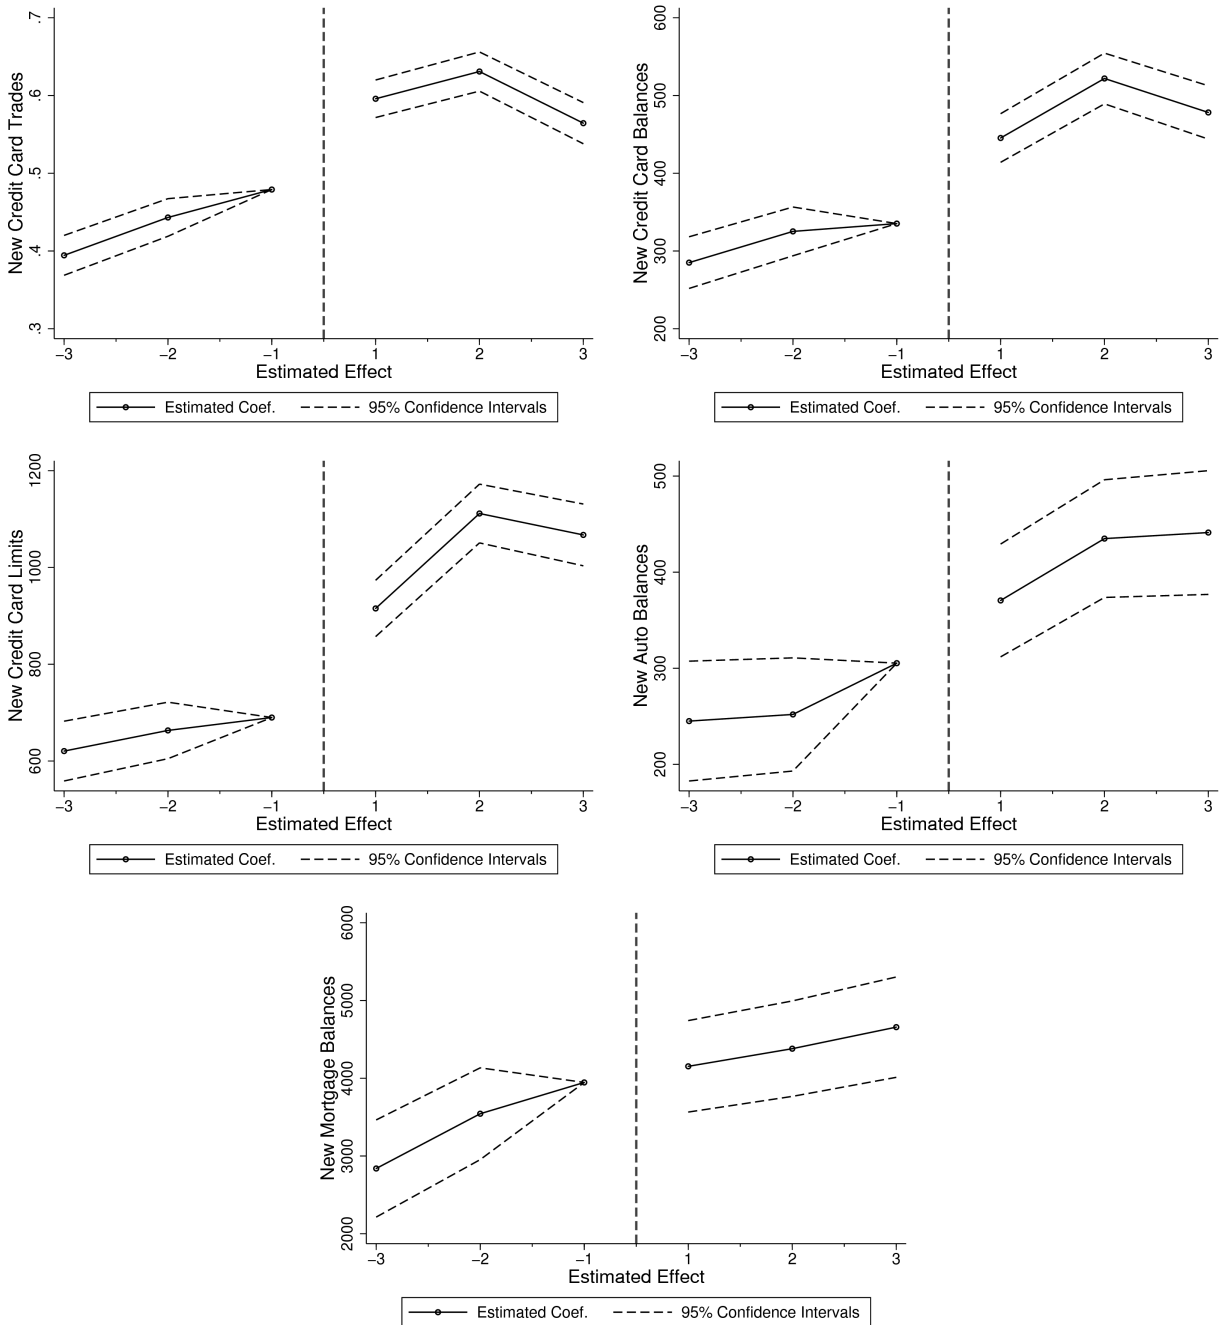 New Credit Card Trades
.7
.6
.5
.4
.3
−3 −2 −1 1 2 3
Estimated Effect
Estimated Coef. 95% Confidence Intervals
New Credit Card Balances
600
500
400
300
200
−3 −2 −1 1 2 3
Estimated Effect
Estimated Coef. 95% Confidence Intervals
New Credit Card Limits
1200
1000
800
600
−3 −2 −1 1 2 3
Estimated Effect
Estimated Coef. 95% Confidence Intervals
New Auto Balances
500
400
300
200
−3 −2 −1 1 2 3
Estimated Effect
Estimated Coef. 95% Confidence Intervals
New Mortgage Balances
6000
5000
4000
3000
2000
−3 −2 −1 1 2 3
Estimated Effect
Estimated Coef. 95% Confidence Intervals